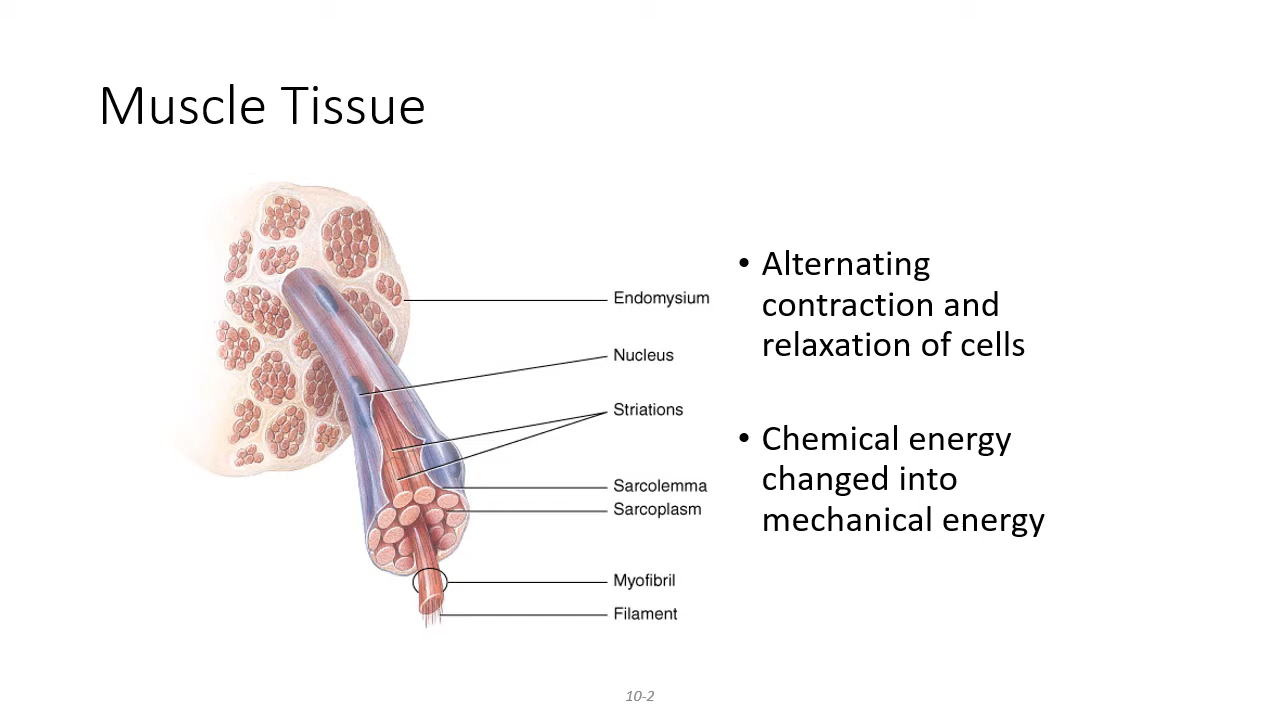 Muscle Tissue
Endomysium
Nucleus
Striations
Sarcolemma
Sarcoplasm
Myofibril
Filament
• Alternating
contraction and
relaxation of cells
• Chemical energy
changed into
mechanical energy
10-2